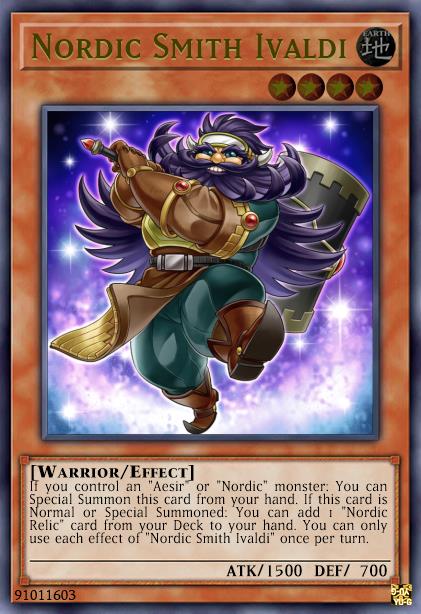 Nordic Smith Ivaldi
EARTH
地
[Warrior/Effect]
If you control an "Aesir" or "Nordic" monster: You can
Special Summon this card from your hand. If this card is
Normal or Special Summoned: You can add 1 "Nordic
Relic" card from your Deck to your hand. You can only
use each effect of "Nordic Smith Ivaldi" once per turn.
ATK/1500 DEF/ 700
91011603